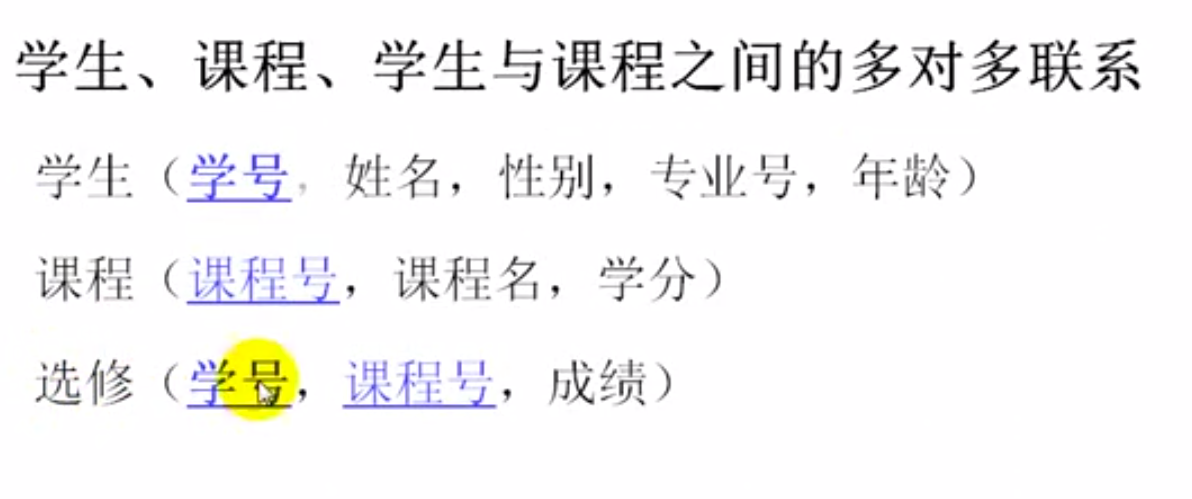 学生、课程、学生与课程之间的多对多联系
学生（学号，姓名，性别，专业号，年龄）
课程（课程号，课程名，学分）
选修（学号，课程号，成绩）